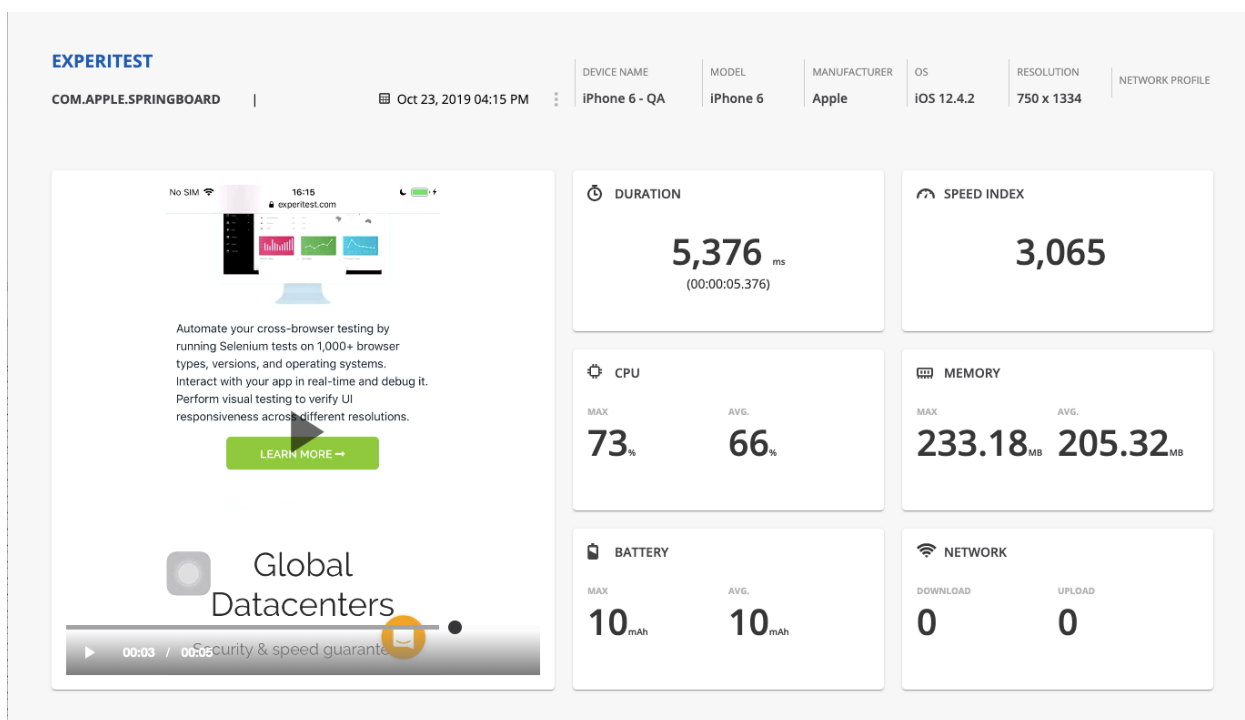 EXPERITEST
COM.APPLE.SPRINGBOARD | Oct 23, 2019 04:15 PM
DEVICE NAME
iPhone 6 - QA
MODEL
iPhone 6
MANUFACTURER
Apple
OS
iOS 12.4.2
RESOLUTION
750 x 1334
NETWORK PROFILE
No SIM 16:15
experitest.com
Automate your cross-browser testing by
running Selenium tests on 1,000+ browser
types, versions, and operating systems.
Interact with your app in real-time and debug it.
Perform visual testing to verify UI
responsiveness across different resolutions.
LEARN MORE →
Global
Datacenters
Security & speed guarante
00:03 / 00:05
DURATION
5,376 ms
(00:00:05.376)
SPEED INDEX
3,065
CPU
MAX AVG.
73% 66%
MEMORY
MAX AVG.
233.18MB 205.32MB
BATTERY
MAX AVG.
10mAh 10mAh
NETWORK
DOWNLOAD UPLOAD
0 0